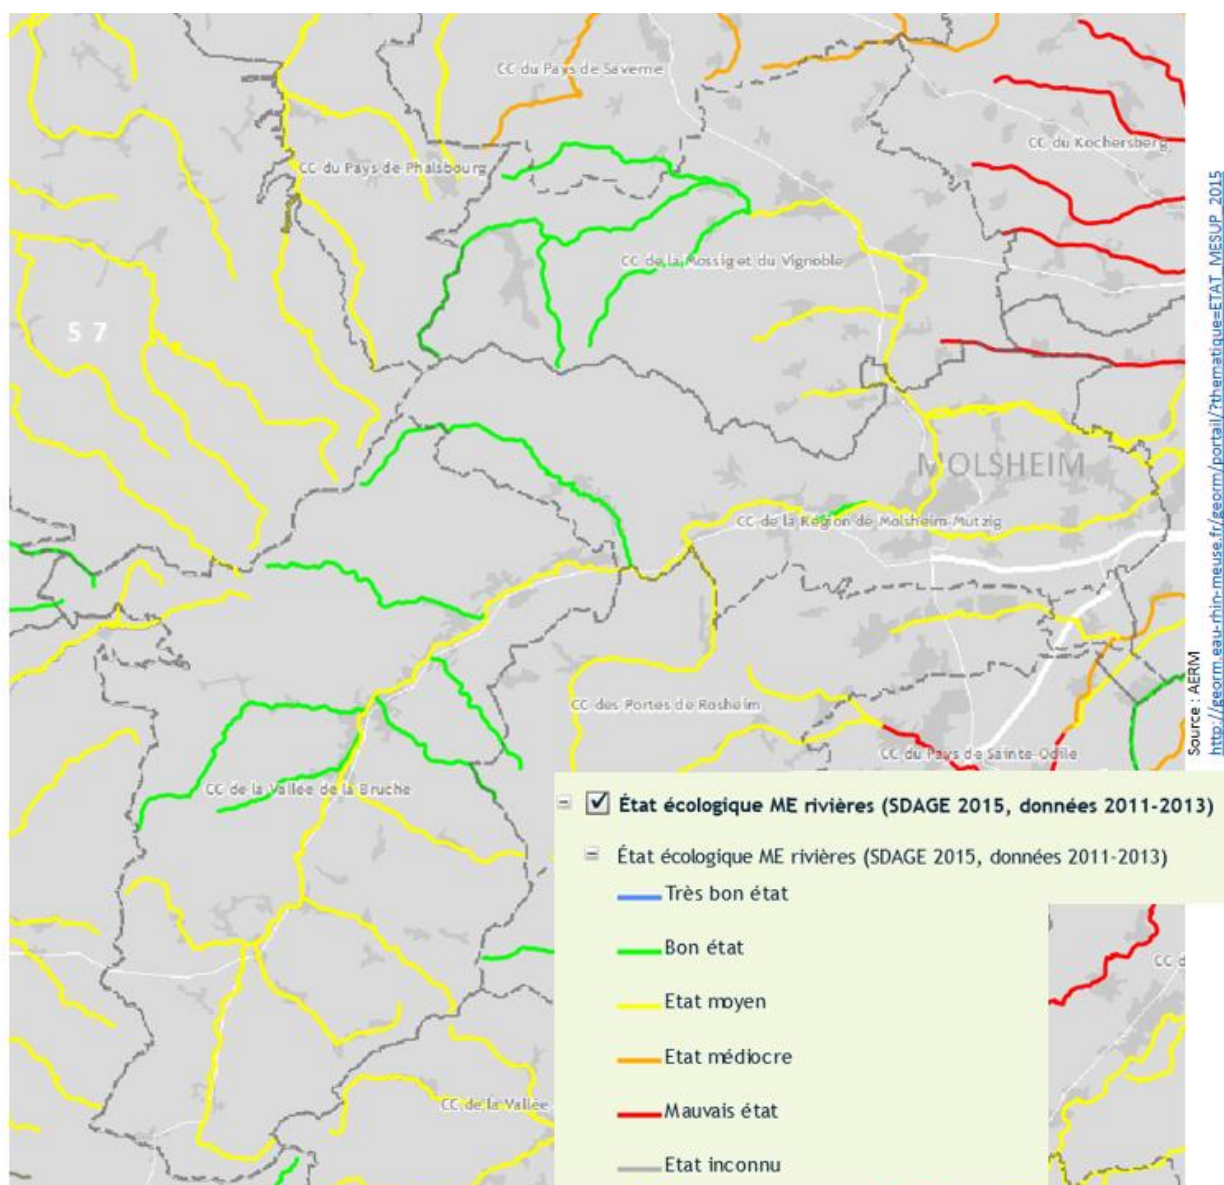 CC du Pays de Saverne
CC du Kochersberg
CC du Pays de Phalsbourg
CC de la Mossig et du Vignoble
57
MOLSHEIM
CC de la Région de Molsheim-Mutzig
CC des Portes de Rosheim
CC du Pays de Sainte-Odile
CC de la Vallée de la Bruche
État écologique ME rivières (SDAGE 2015, données 2011-2013)
État écologique ME rivières (SDAGE 2015, données 2011-2013)
Très bon état
Bon état
Etat moyen
Etat médiocre
Mauvais état
Etat inconnu
CC d
CC de la Vallée
Source : AERM
http://georm.eau-rhin-meuse.fr/georm/portail/?thematique=ETAT_MESUP_2015